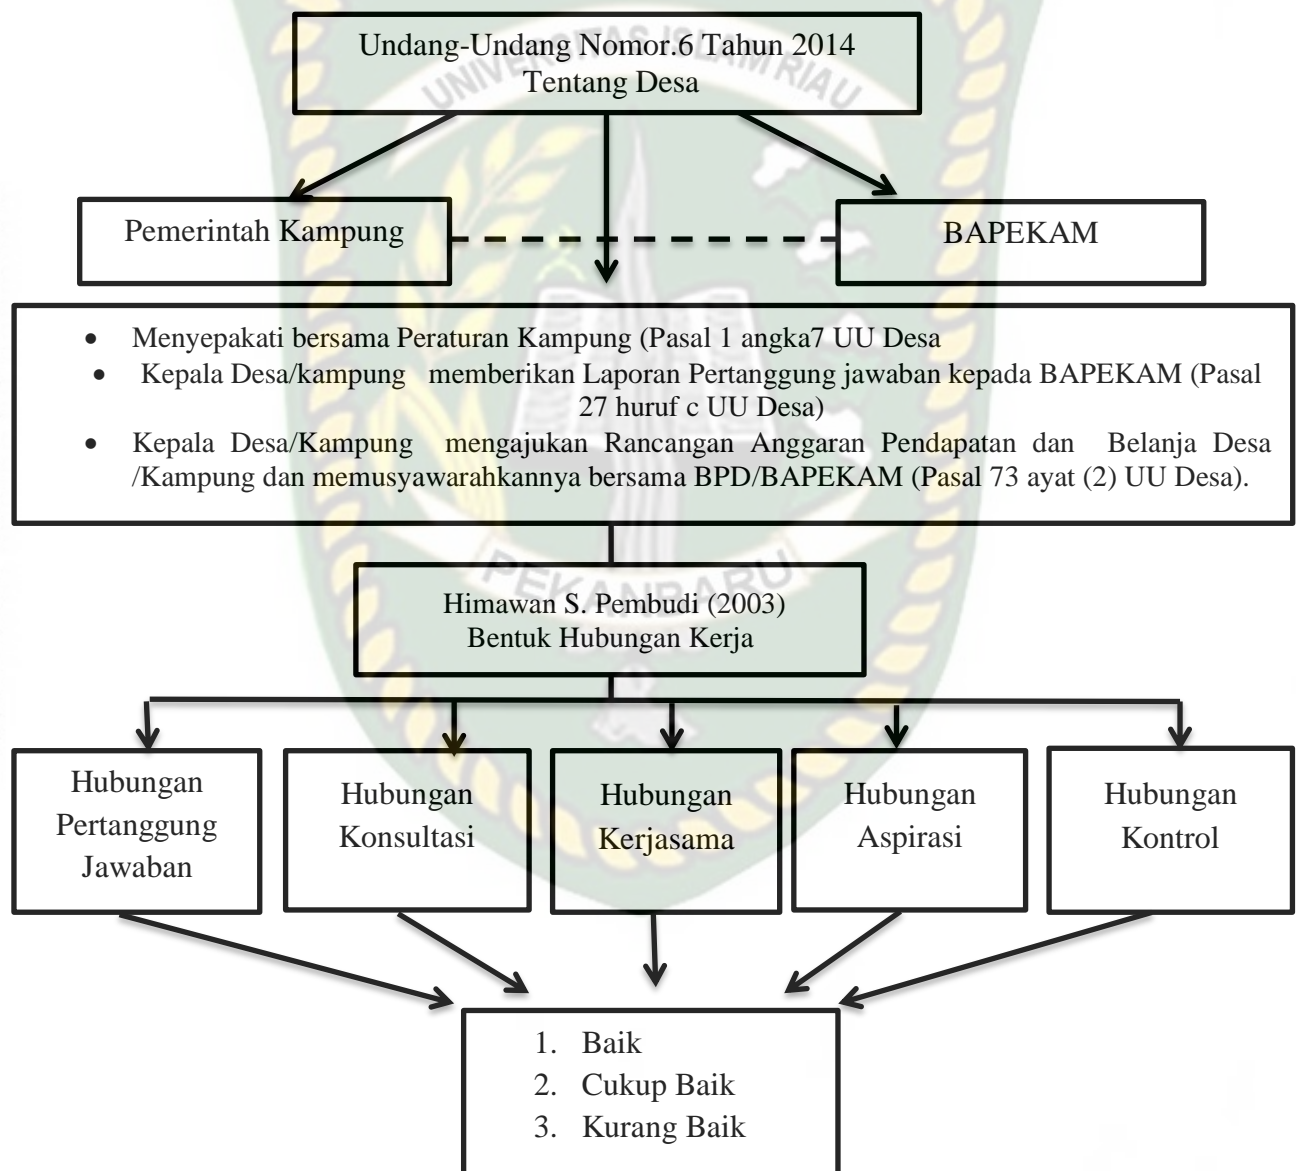 UNIVERSITAS ISLAM RIAU
Undang-Undang Nomor.6 Tahun 2014
Tentang Desa
Pemerintah Kampung
BAPEKAM
• Menyepakati bersama Peraturan Kampung (Pasal 1 angka7 UU Desa
• Kepala Desa/kampung memberikan Laporan Pertanggung jawaban kepada BAPEKAM (Pasal
27 huruf c UU Desa)
• Kepala Desa/Kampung mengajukan Rancangan Anggaran Pendapatan dan Belanja Desa
/Kampung dan memusyawarahkannya bersama BPD/BAPEKAM (Pasal 73 ayat (2) UU Desa).
PEKANBARU
Himawan S. Pembudi (2003)
Bentuk Hubungan Kerja
Hubungan
Pertanggung
Jawaban
Hubungan
Konsultasi
Hubungan
Kerjasama
Hubungan
Aspirasi
Hubungan
Kontrol
1. Baik
2. Cukup Baik
3. Kurang Baik